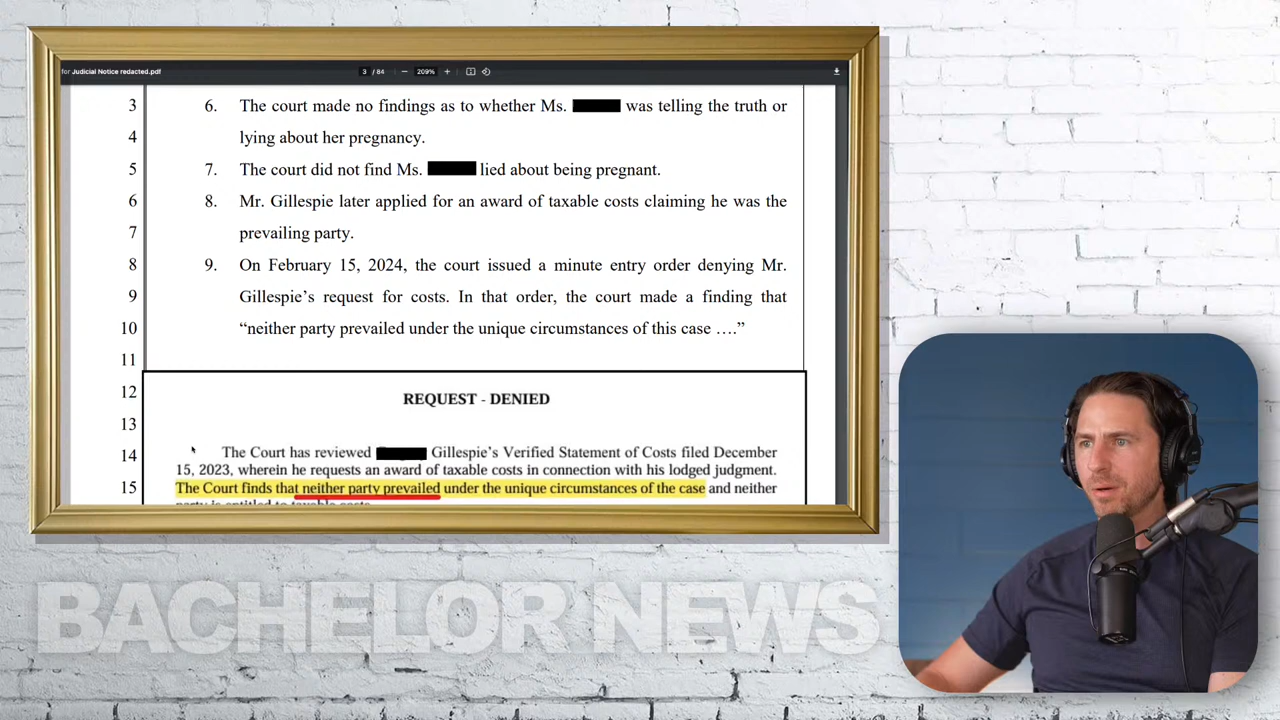 for Judicial Notice redacted.pdf
3 / 84
209%
3 6. The court made no findings as to whether Ms. was telling the truth or
4 lying about her pregnancy.
5 7. The court did not find Ms. lied about being pregnant.
6 8. Mr. Gillespie later applied for an award of taxable costs claiming he was the
7 prevailing party.
8 9. On February 15, 2024, the court issued a minute entry order denying Mr.
9 Gillespie’s request for costs. In that order, the court made a finding that
10 “neither party prevailed under the unique circumstances of this case ….”
11
12 REQUEST - DENIED
13
14 The Court has reviewed Gillespie’s Verified Statement of Costs filed December
15, 2023, wherein he requests an award of taxable costs in connection with his lodged judgment.
15 The Court finds that neither party prevailed under the unique circumstances of the case and neither
party is entitled to taxable costs
BACHELOR NEWS